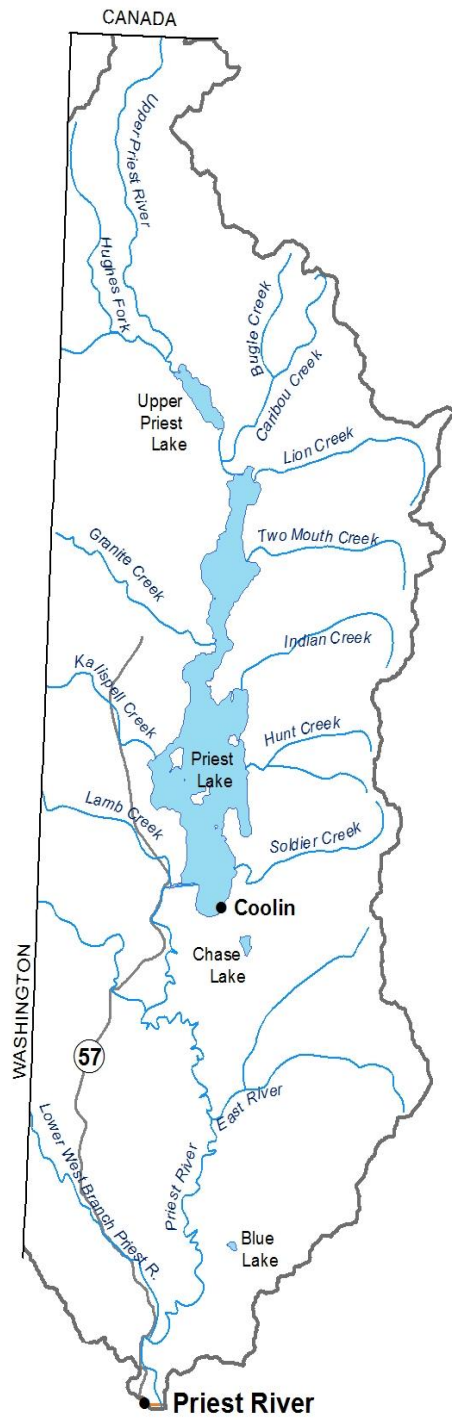 CANADA
Upper Priest River
Hughes Fork
Bugle Creek
Caribou Creek
Upper
Priest
Lake
Lion Creek
Granite Creek
Two Mouth Creek
Indian Creek
Kalispell Creek
Hunt Creek
Priest
Lake
Lamb Creek
Soldier Creek
Coolin
Chase
Lake
WASHINGTON
57
East River
Priest River
Lower West Branch Priest R.
Blue
Lake
Priest River